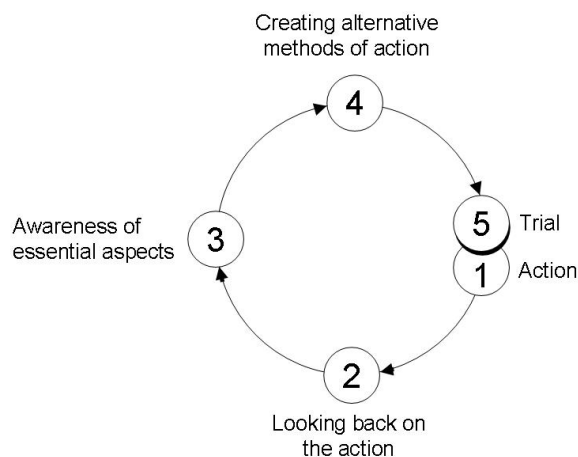 Creating alternative
methods of action
4
5 Trial
Awareness of
essential aspects
3
1 Action
2
Looking back on
the action